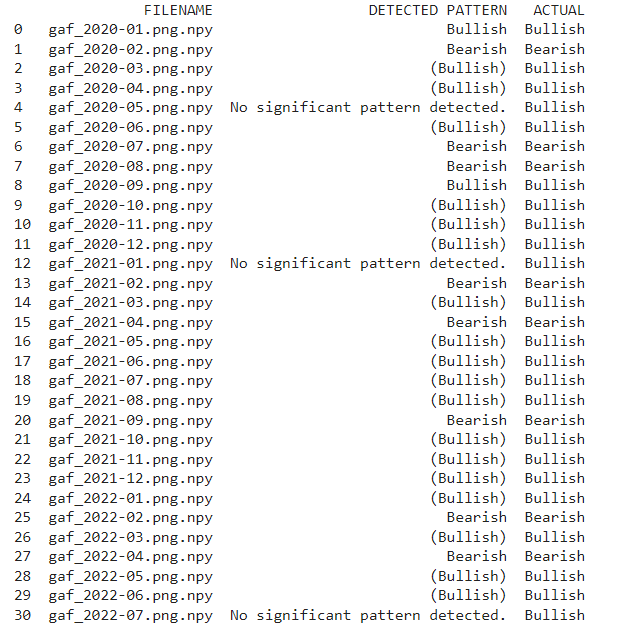 FILENAME DETECTED PATTERN ACTUAL
0 gaf_2020-01.png.npy Bullish Bullish
1 gaf_2020-02.png.npy Bearish Bearish
2 gaf_2020-03.png.npy (Bullish) Bullish
3 gaf_2020-04.png.npy (Bullish) Bullish
4 gaf_2020-05.png.npy No significant pattern detected. Bullish
5 gaf_2020-06.png.npy (Bullish) Bullish
6 gaf_2020-07.png.npy Bearish Bearish
7 gaf_2020-08.png.npy Bearish Bearish
8 gaf_2020-09.png.npy Bullish Bullish
9 gaf_2020-10.png.npy (Bullish) Bullish
10 gaf_2020-11.png.npy (Bullish) Bullish
11 gaf_2020-12.png.npy (Bullish) Bullish
12 gaf_2021-01.png.npy No significant pattern detected. Bullish
13 gaf_2021-02.png.npy Bearish Bearish
14 gaf_2021-03.png.npy (Bullish) Bullish
15 gaf_2021-04.png.npy Bearish Bearish
16 gaf_2021-05.png.npy (Bullish) Bullish
17 gaf_2021-06.png.npy (Bullish) Bullish
18 gaf_2021-07.png.npy (Bullish) Bullish
19 gaf_2021-08.png.npy (Bullish) Bullish
20 gaf_2021-09.png.npy Bearish Bearish
21 gaf_2021-10.png.npy (Bullish) Bullish
22 gaf_2021-11.png.npy (Bullish) Bullish
23 gaf_2021-12.png.npy (Bullish) Bullish
24 gaf_2022-01.png.npy (Bullish) Bullish
25 gaf_2022-02.png.npy Bearish Bearish
26 gaf_2022-03.png.npy (Bullish) Bullish
27 gaf_2022-04.png.npy Bearish Bearish
28 gaf_2022-05.png.npy (Bullish) Bullish
29 gaf_2022-06.png.npy (Bullish) Bullish
30 gaf_2022-07.png.npy No significant pattern detected. Bullish